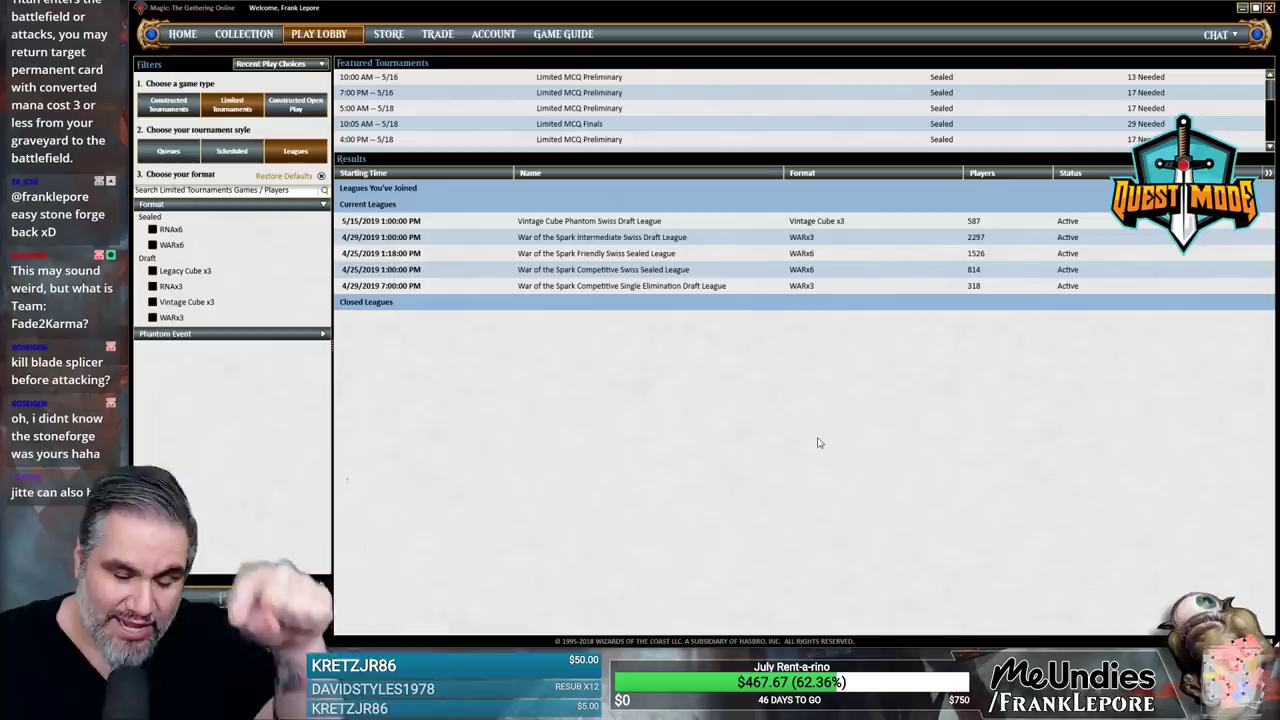 Titan enters the
battlefield or
attacks, you may
return target
permanent card
with converted
mana cost 3 or
less from your
graveyard to the
battlefield.
@franklepore
easy stone forge
back xD
This may sound
weird, but what is
Team:
Fade2Karma?
GOSEIGEN
kill blade splicer
before attacking?
GOSEIGEN
oh, i didnt know
the stoneforge
was yours haha
jitte can also
Magic: The Gathering Online Welcome, Frank Lepore
HOME COLLECTION PLAY LOBBY STORE TRADE ACCOUNT GAME GUIDE CHAT
Filters Recent Play Choices
1. Choose a game type
Constructed Tournaments
Limited Tournaments
Constructed Open Play
2. Choose your tournament style
Queues Scheduled Leagues
3. Choose your format Restore Defaults
Search Limited Tournaments Games / Players
Format
Sealed
RNAx6
WARx6
Draft
Legacy Cube x3
RNAx3
Vintage Cube x3
WARx3
Phantom Event
Featured Tournaments
10:00 AM -- 5/16 Limited MCQ Preliminary Sealed 13 Needed
7:00 PM -- 5/16 Limited MCQ Preliminary Sealed 17 Needed
5:00 AM -- 5/18 Limited MCQ Preliminary Sealed 17 Needed
10:05 AM -- 5/18 Limited MCQ Finals Sealed 29 Needed
4:00 PM -- 5/18 Limited MCQ Preliminary Sealed 17
Results
Starting Time Name Format Players Status
Leagues You've Joined
Current Leagues
5/15/2019 1:00:00 PM Vintage Cube Phantom Swiss Draft League Vintage Cube x3 587 Active
4/29/2019 1:00:00 PM War of the Spark Intermediate Swiss Draft League WARx3 2297 Active
4/25/2019 1:18:00 PM War of the Spark Friendly Swiss Sealed League WARx6 1526 Active
4/25/2019 1:00:00 PM War of the Spark Competitive Swiss Sealed League WARx6 814 Active
4/29/2019 7:00:00 PM War of the Spark Competitive Single Elimination Draft League WARx3 318 Active
Closed Leagues
QUEST MODE
© 1995-2018 WIZARDS OF THE COAST LLC. A SUBSIDIARY OF HASBRO, INC. ALL RIGHTS RESERVED.
KRETZJR86 $50.00
DAVIDSTYLES1978 RESUB X12
KRETZJR86 $5.00
July Rent-a-rino
$467.67 (62.36%)
$0 46 DAYS TO GO $750
MeUndies
/FRANKLEPORE